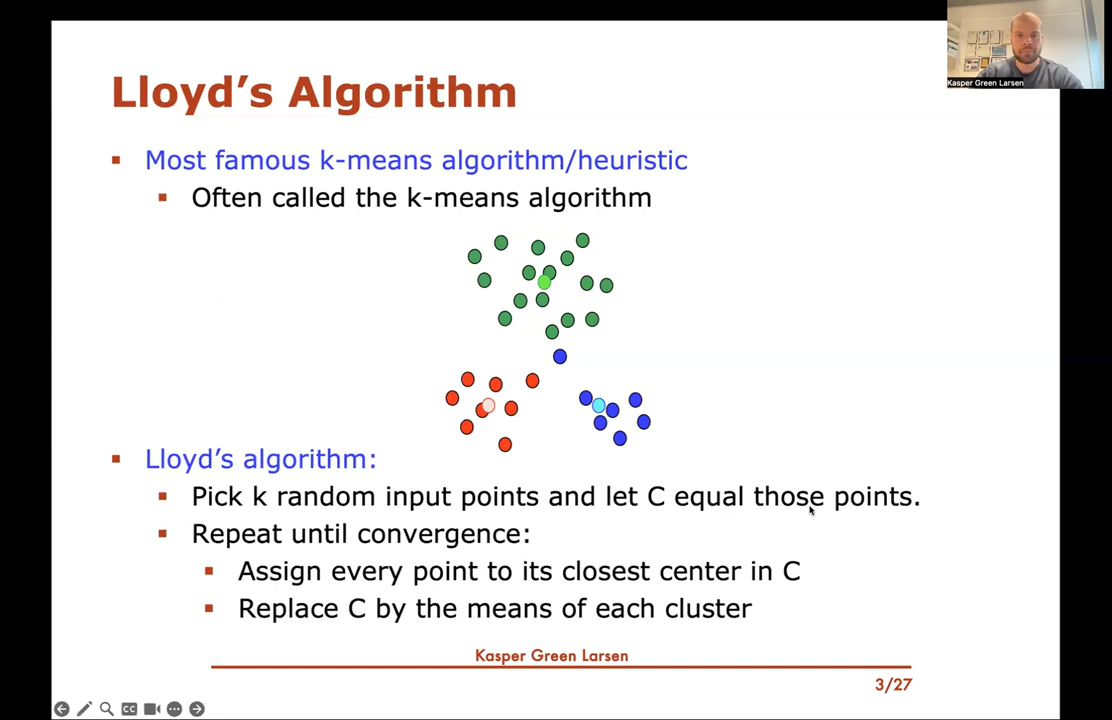 Lloyd's Algorithm
Most famous k-means algorithm/heuristic
Often called the k-means algorithm
Lloyd's algorithm:
Pick k random input points and let C equal those points.
Repeat until convergence:
Assign every point to its closest center in C
Replace C by the means of each cluster
Kasper Green Larsen
3/27
Kasper Green Larsen
CC